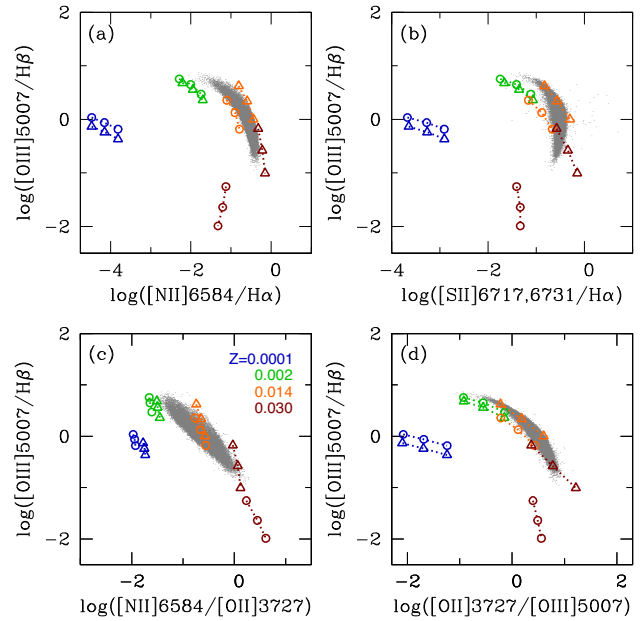 (a)
2
0
−2
−4
−2
0
log([OIII]5007/Hβ)
log([NII]6584/Hα)
(b)
2
0
−2
−4
−2
0
log([OIII]5007/Hβ)
log([SII]6717,6731/Hα)
(c)
Z=0.0001
0.002
0.014
0.030
2
0
−2
−2
0
log([OIII]5007/Hβ)
log([NII]6584/[OII]3727)
(d)
2
0
−2
−2
0
2
log([OIII]5007/Hβ)
log([OII]3727/[OIII]5007)